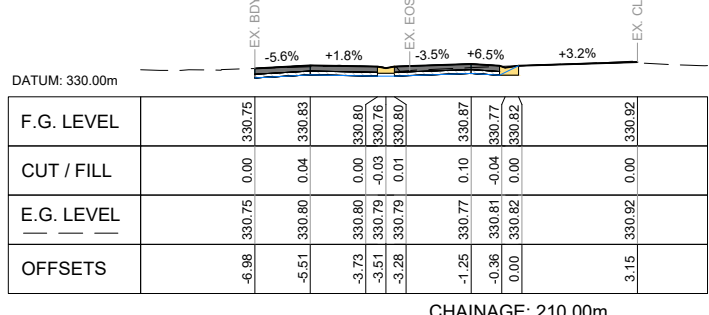 EX. BDY
EX. EOS
EX. CL
-5.6% +1.8% -3.5% +6.5% +3.2%
DATUM: 330.00m
F.G. LEVEL 330.75 330.83 330.80 330.76 330.80 330.87 330.77 330.82 330.92
CUT / FILL 0.00 0.04 0.00 -0.03 0.01 0.10 -0.04 0.00 0.00
E.G. LEVEL 330.75 330.80 330.80 330.79 330.79 330.77 330.81 330.82 330.92
OFFSETS -6.98 -5.51 -3.73 -3.51 -3.28 -1.25 -0.36 0.00 3.15
CHAINAGE: 210.00m